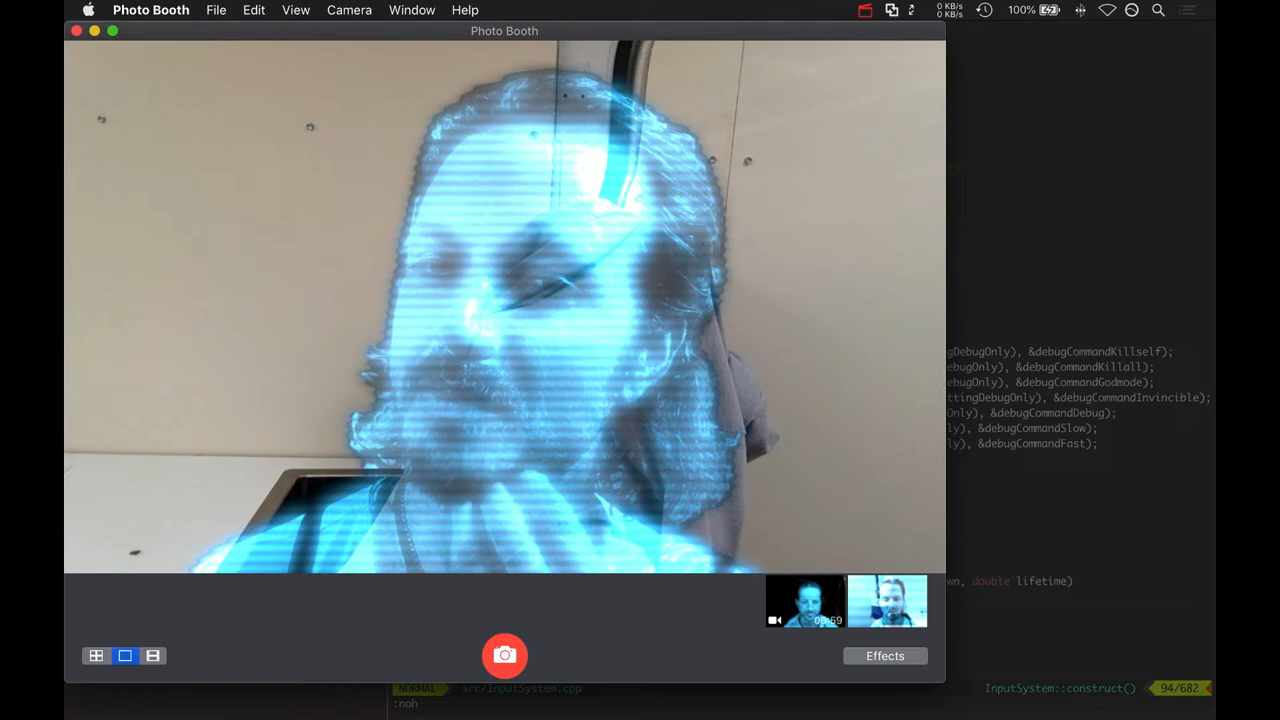 Photo Booth File Edit View Camera Window Help 0 KB/s 100%
0 KB/s
Photo Booth
()
gDebugOnly), &debugCommandKillself);
ebugOnly), &debugCommandKillall);
ebugOnly), &debugCommandGodmode);
ttingDebugOnly), &debugCommandInvincible);
Only), &debugCommandDebug);
ly), &debugCommandSlow);
ly), &debugCommandFast);
wn, double lifetime)
00:59
Effects
NORMAL src/InputSystem.cpp InputSystem::construct() 94/682
:noh